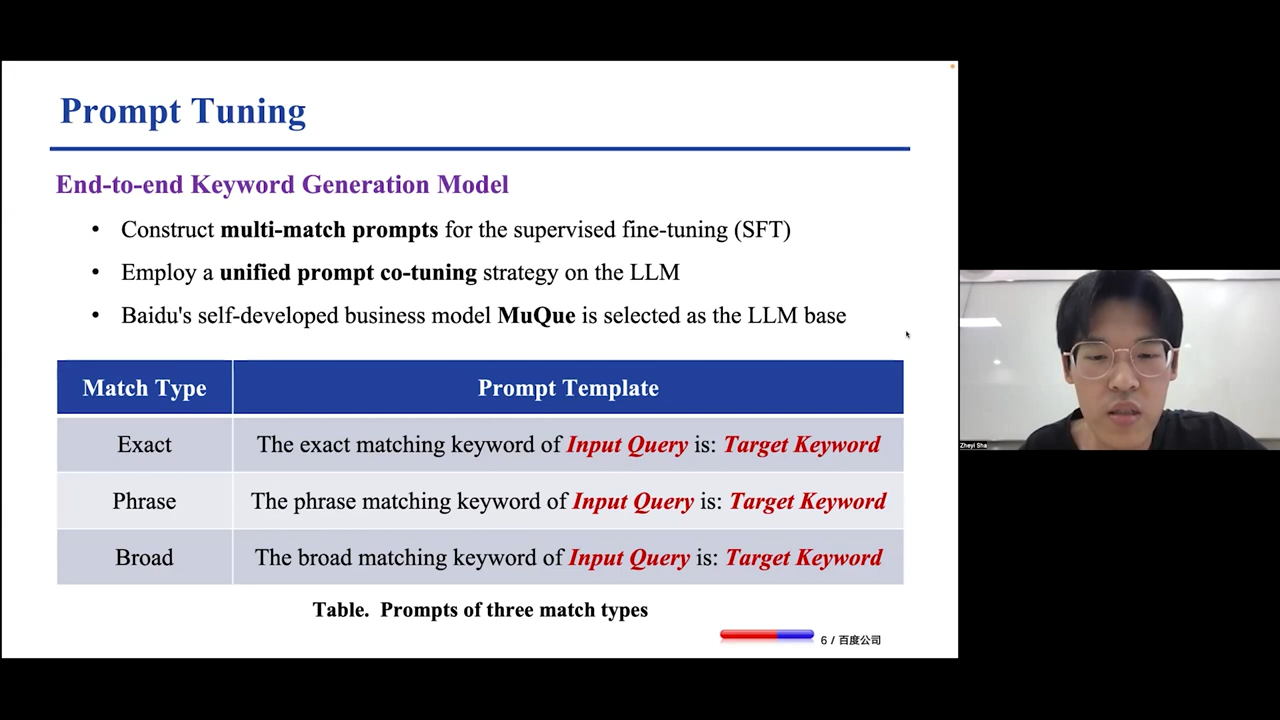 Prompt Tuning
End-to-end Keyword Generation Model
• Construct multi-match prompts for the supervised fine-tuning (SFT)
• Employ a unified prompt co-tuning strategy on the LLM
• Baidu's self-developed business model MuQue is selected as the LLM base
Match Type Prompt Template
Exact The exact matching keyword of Input Query is: Target Keyword
Phrase The phrase matching keyword of Input Query is: Target Keyword
Broad The broad matching keyword of Input Query is: Target Keyword
Table. Prompts of three match types
6 / 百度公司
Zheyi Sha